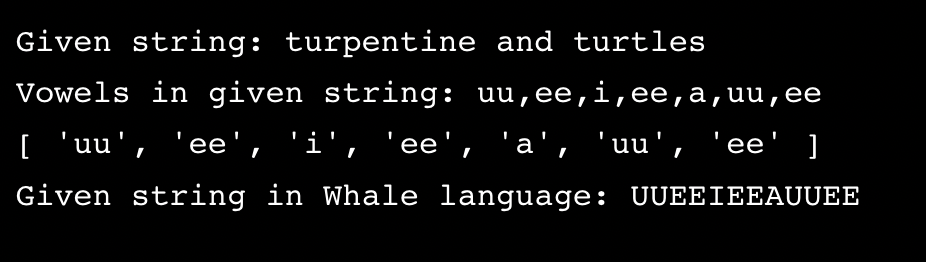 Given string: turpentine and turtles
Vowels in given string: uu,ee,i,ee,a,uu,ee
[ 'uu', 'ee', 'i', 'ee', 'a', 'uu', 'ee' ]
Given string in Whale language: UUEEIEEAUUEE